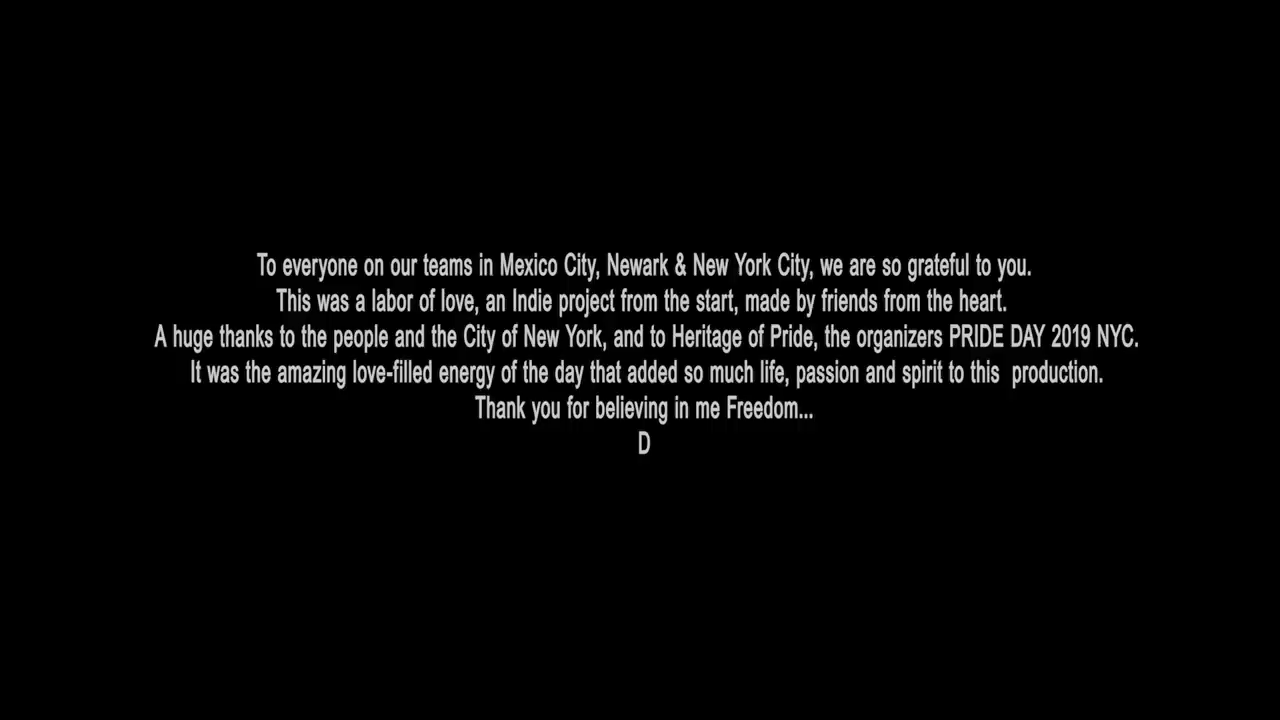 To everyone on our teams in Mexico City, Newark & New York City, we are so grateful to you.
This was a labor of love, an Indie project from the start, made by friends from the heart.
A huge thanks to the people and the City of New York, and to Heritage of Pride, the organizers PRIDE DAY 2019 NYC.
It was the amazing love-filled energy of the day that added so much life, passion and spirit to this  production.
Thank you for believing in me Freedom...
D